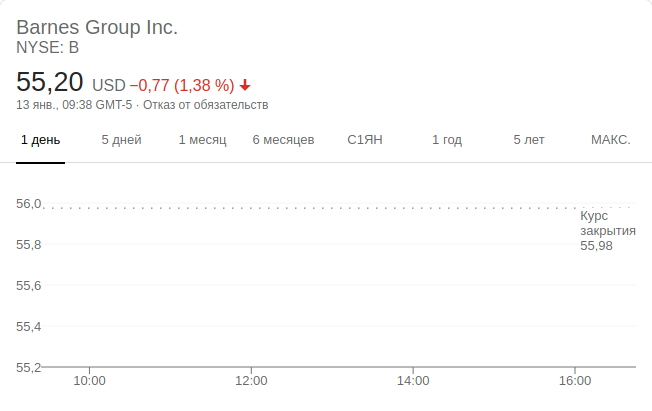 Barnes Group Inc.
NYSE: B
55,20 USD −0,77 (1,38 %)
13 янв., 09:38 GMT-5 · Отказ от обязательств
1 день 5 дней 1 месяц 6 месяцев С1ЯН 1 год 5 лет МАКС.
56,0
Курс
закрытия
55,98
55,8
55,6
55,4
55,2
10:00 12:00 14:00 16:00